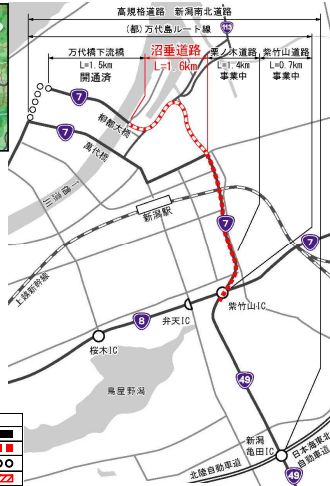 高規格道路　新潟南北道路
(都)万代島ルート線
万代橋下流橋
L=1.5km
開通済
沼垂道路
L=1.6km
栗ノ木道路
L=1.4km
事業中
紫竹山道路
L=0.7km
事業中
113
7
柳都大橋
7
萬代橋
信濃川
新潟駅
7
7
上越新幹線
紫竹山IC
8
弁天IC
桜木IC
鳥屋野潟
49
新潟
亀田IC
日本海東北
自動車道
北陸自動車道
49